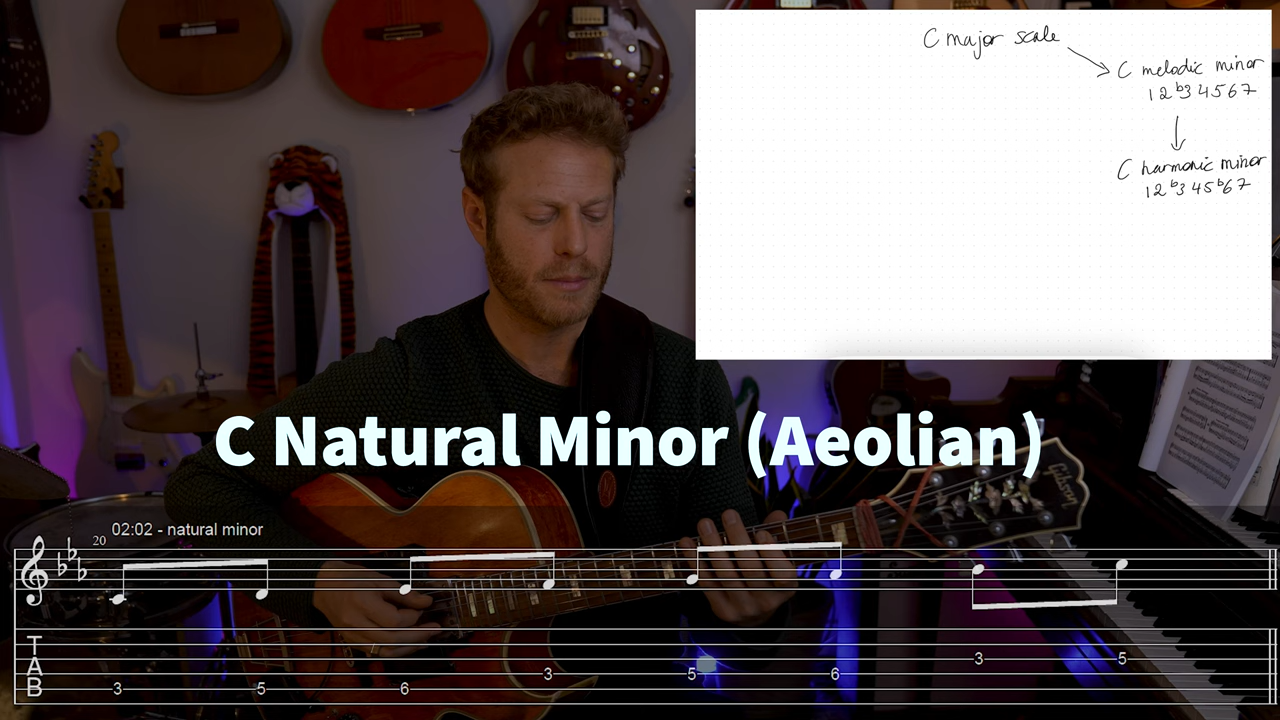 C major scale
C melodic minor
1 2 b3 4 5 6 7
C harmonic minor
1 2 b3 4 5 b6 7
C Natural Minor (Aeolian)
Gibson
02:02 - natural minor
20
T
A
B
3 5 6 3 5 6 3 5